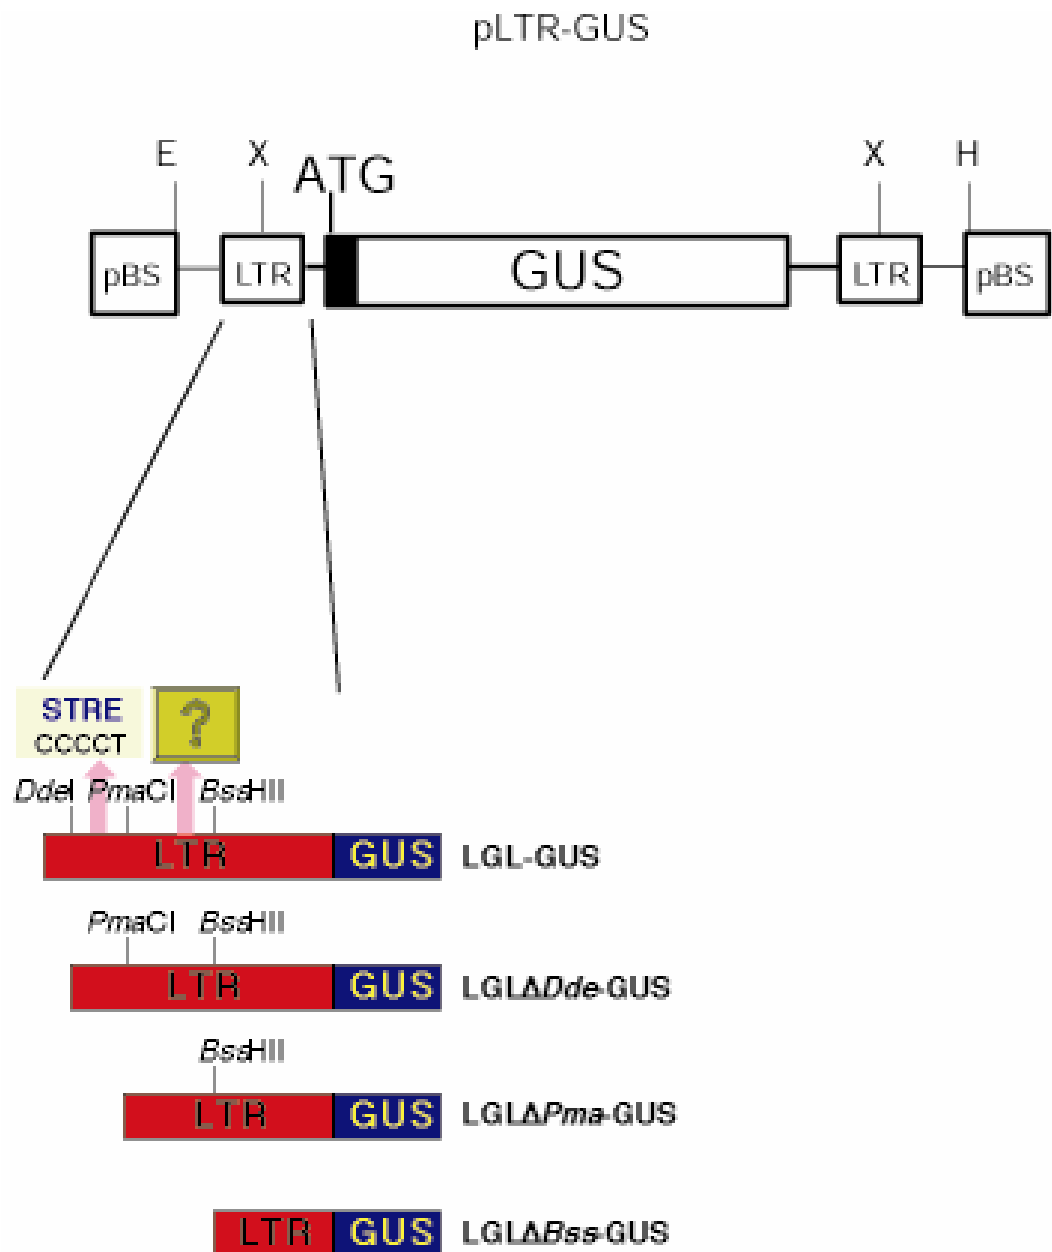 pLTR-GUS
E X ATG X H
pBS LTR GUS LTR pBS
STRE ?
CCCCT
DdeI PmaCI BssHII
LTR GUS LGL-GUS
PmaCI BssHII
LTR GUS LGLΔDde-GUS
BssHII
LTR GUS LGLΔPma-GUS
LTR GUS LGLΔBss-GUS